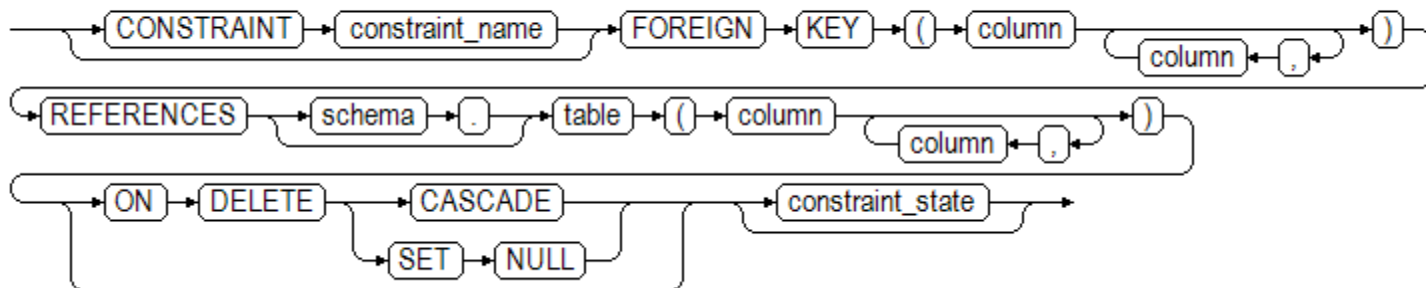 CONSTRAINT constraint_name FOREIGN KEY ( column ) 
column ,
REFERENCES schema . table ( column )
column ,
ON DELETE CASCADE constraint_state
SET NULL